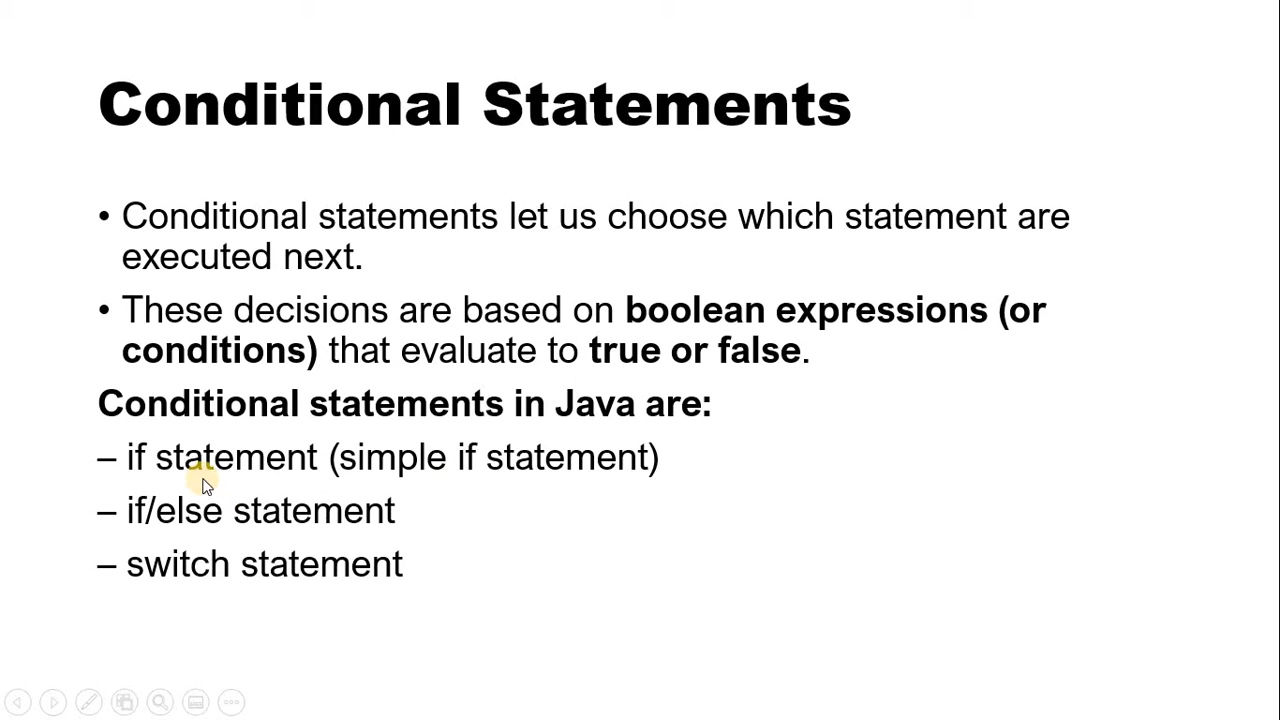 Conditional Statements
• Conditional statements let us choose which statement are
executed next.
• These decisions are based on boolean expressions (or
conditions) that evaluate to true or false.
Conditional statements in Java are:
– if statement (simple if statement)
– if/else statement
– switch statement